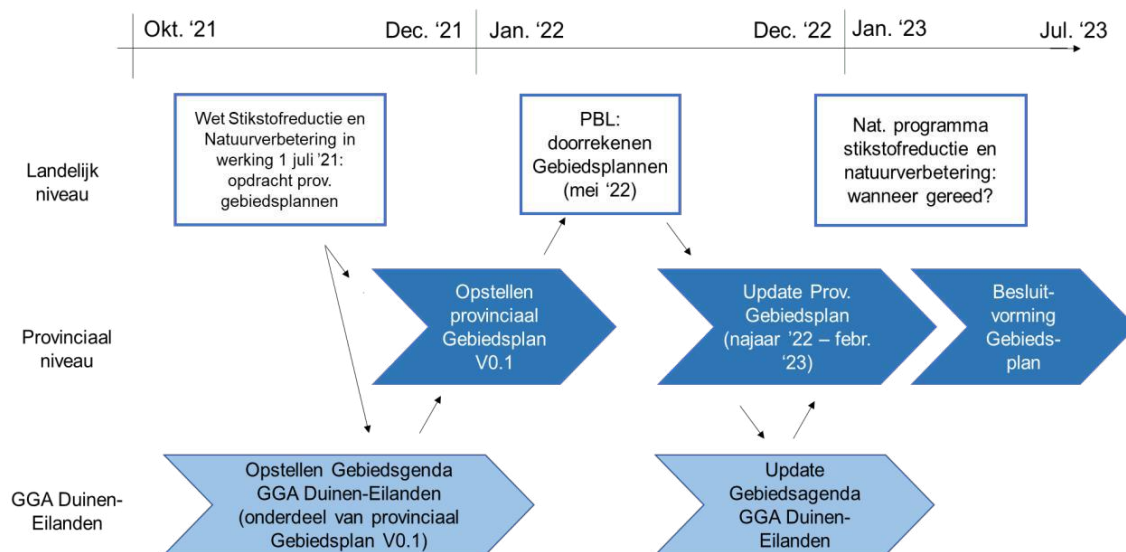 Okt. ‘21
Dec. ‘21
Jan. ‘22
Dec. ‘22
Jan. ‘23
Jul. ‘23
Landelijk
niveau
Wet Stikstofreductie en
Natuurverbetering in
werking 1 juli ’21:
opdracht prov.
gebiedsplannen
PBL:
doorrekenen
Gebiedsplannen
(mei ‘22)
Nat. programma
stikstofreductie en
natuurverbetering:
wanneer gereed?
Provinciaal
niveau
Opstellen
provinciaal
Gebiedsplan
V0.1
Update Prov.
Gebiedsplan
(najaar ’22 – febr.
‘23)
Besluit-
vorming
Gebieds-
plan
GGA Duinen-
Eilanden
Opstellen Gebiedsgenda
GGA Duinen-Eilanden
(onderdeel van provinciaal
Gebiedsplan V0.1)
Update
Gebiedsagenda
GGA Duinen-
Eilanden